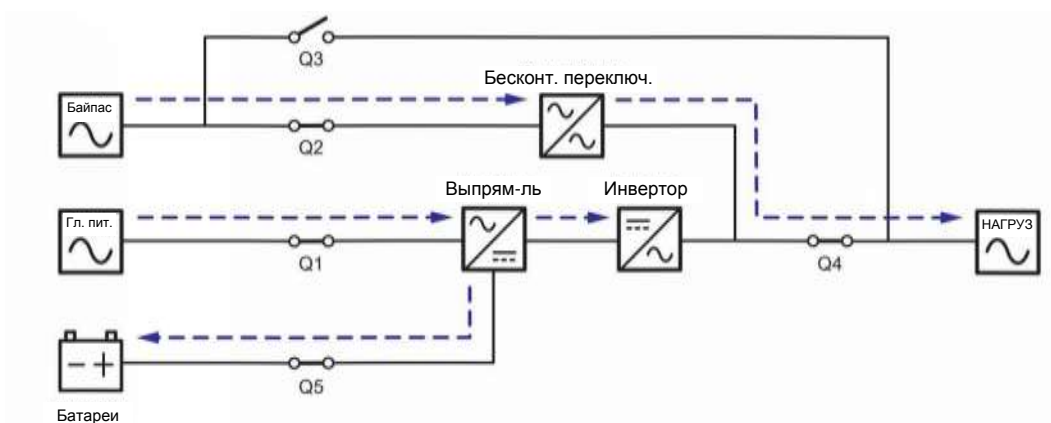 Q3
Бесконт. переключ.
Байпас
Q2
Выпрям-ль
Инвертор
Гл. пит.
НАГРУЗ
Q1
Q4
Q5
Батареи